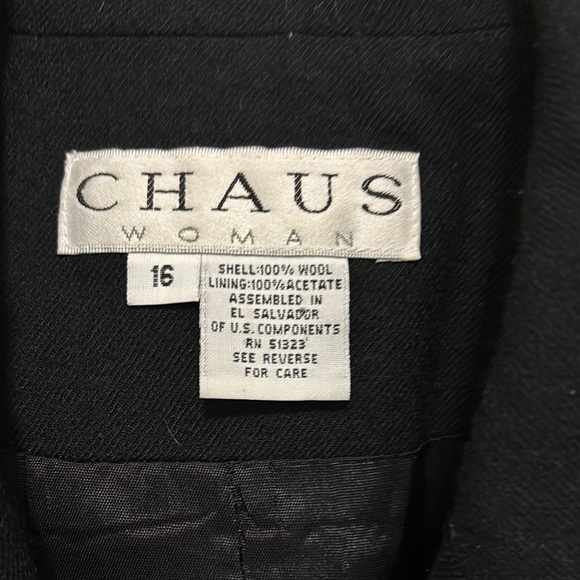 CHAUS
WOMAN
16
SHELL:100% WOOL
LINING:100% ACETATE
ASSEMBLED IN
EL SALVADOR
OF U.S. COMPONENTS
RN 51323
SEE REVERSE
FOR CARE